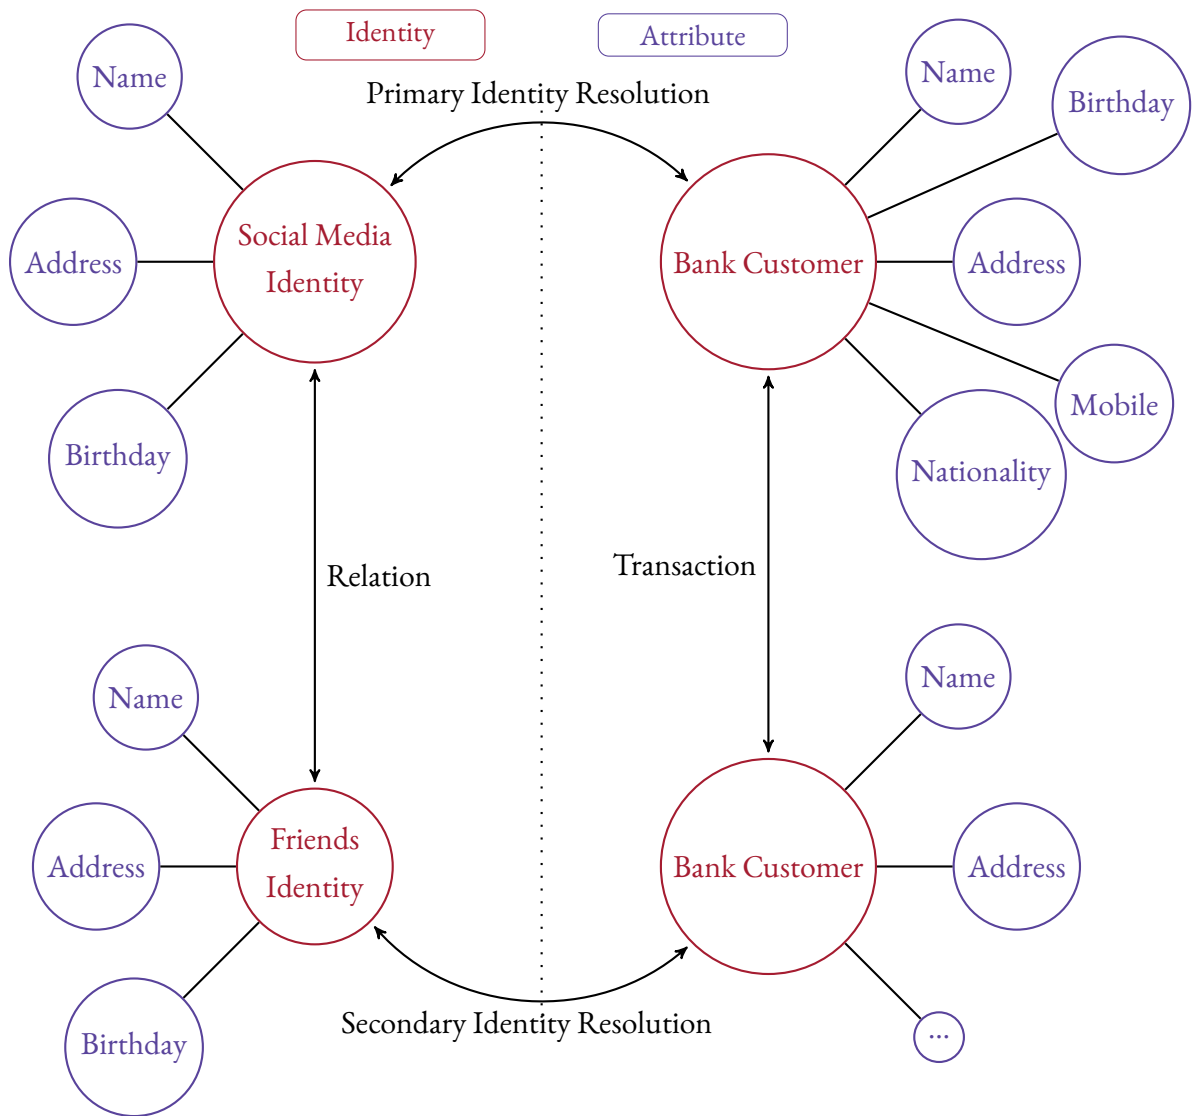 Identity
Attribute
Name
Primary Identity Resolution
Name
Birthday
Social Media
Identity
Address
Bank Customer
Address
Birthday
Mobile
Nationality
Relation
Transaction
Name
Name
Friends
Identity
Address
Bank Customer
Address
Birthday
Secondary Identity Resolution
...